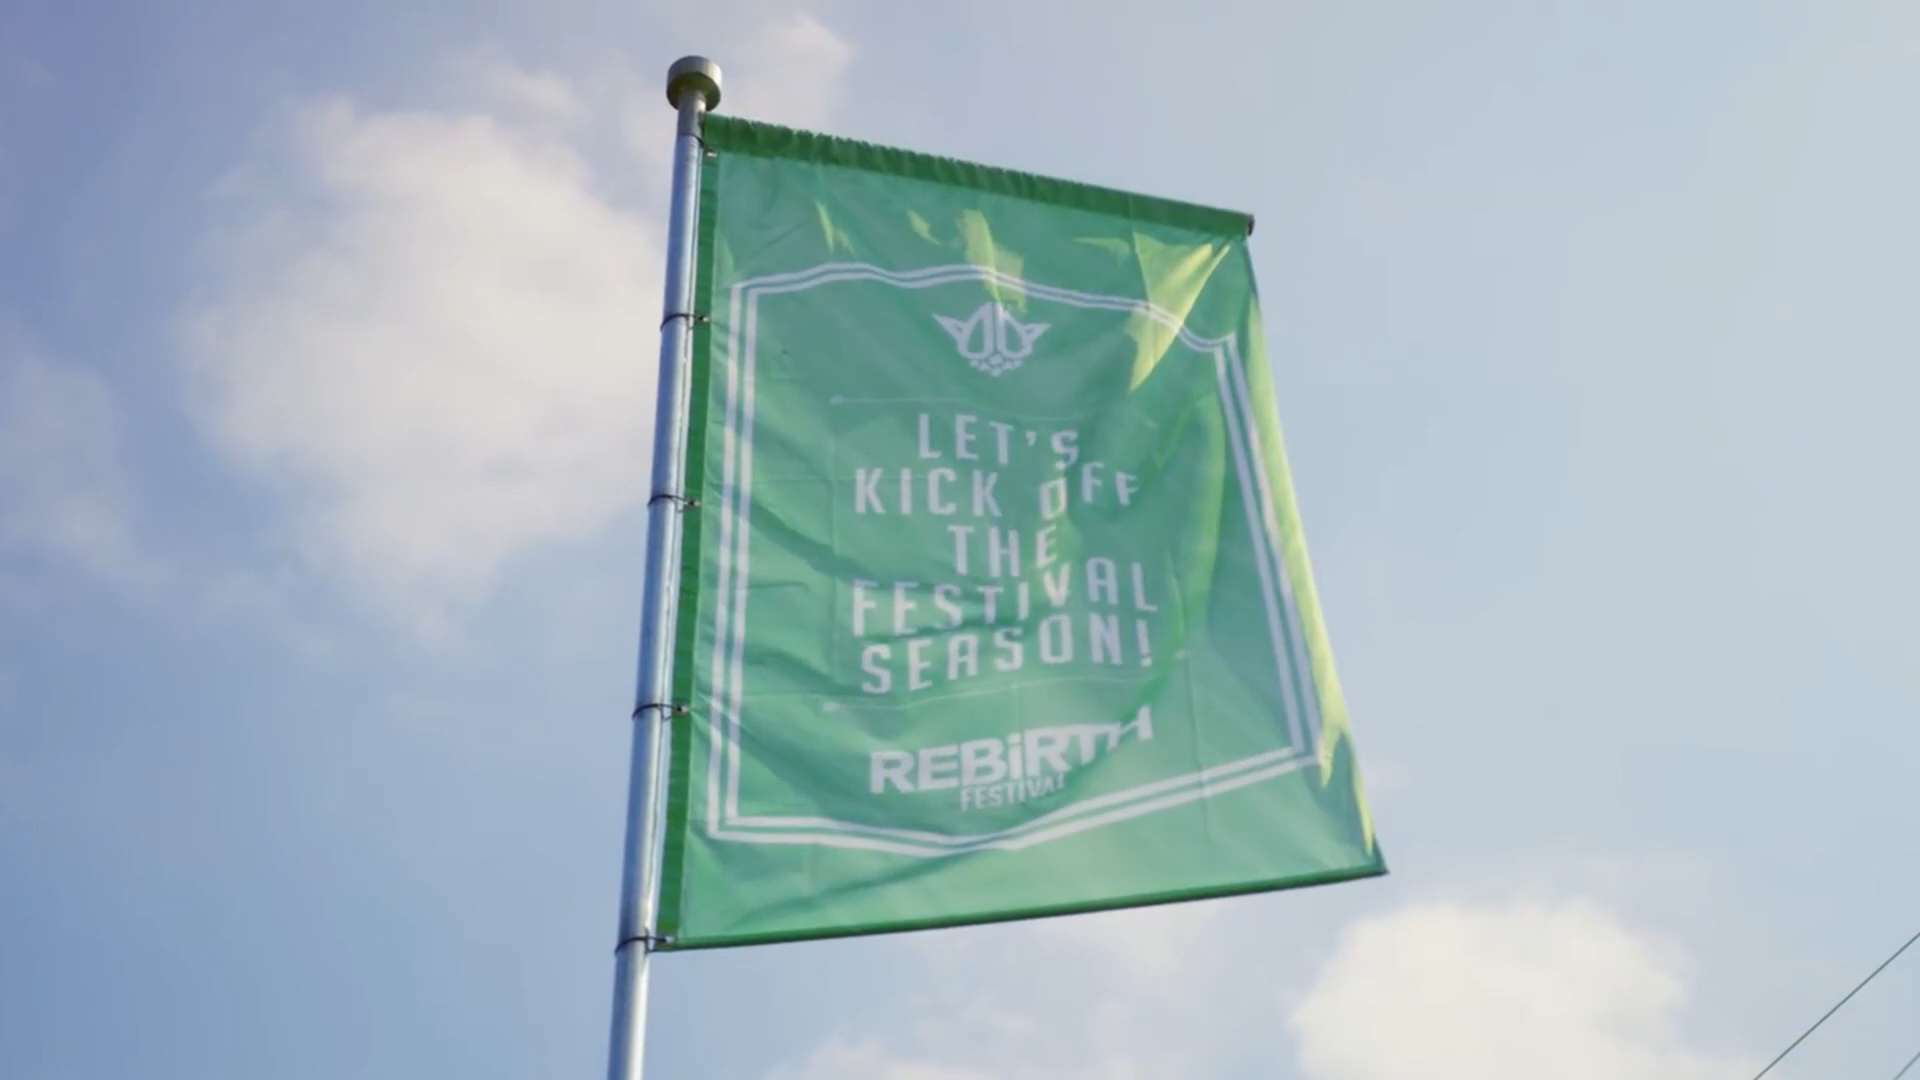 LET'S
KICK OFF
THE
FESTIVAL
SEASON!
REBiRTH
FESTIVAL